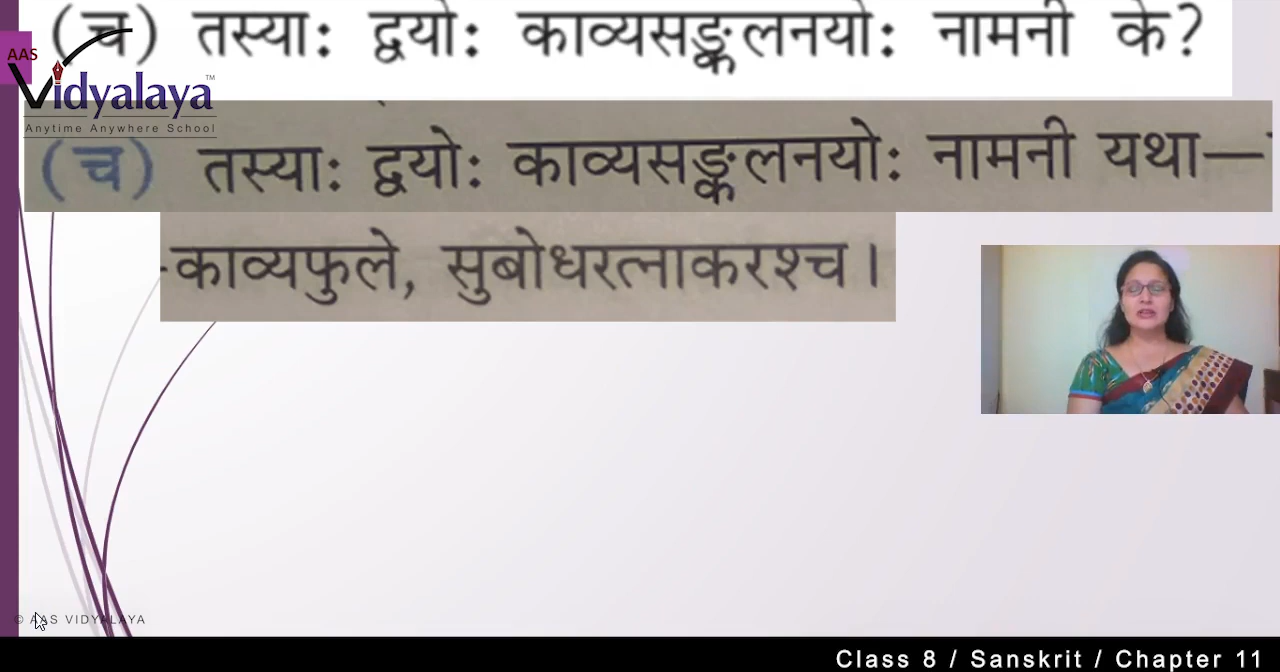 (च) तस्याः द्वयोः काव्यसङ्कलनयोः नामनी के?
AAS
Vidyalaya™
Anytime Anywhere School
(च) तस्याः द्वयोः काव्यसङ्कलनयोः नामनी यथा—
काव्यफुले, सुबोधरत्नाकरश्च।
© AAS VIDYALAYA
Class 8 / Sanskrit / Chapter 11